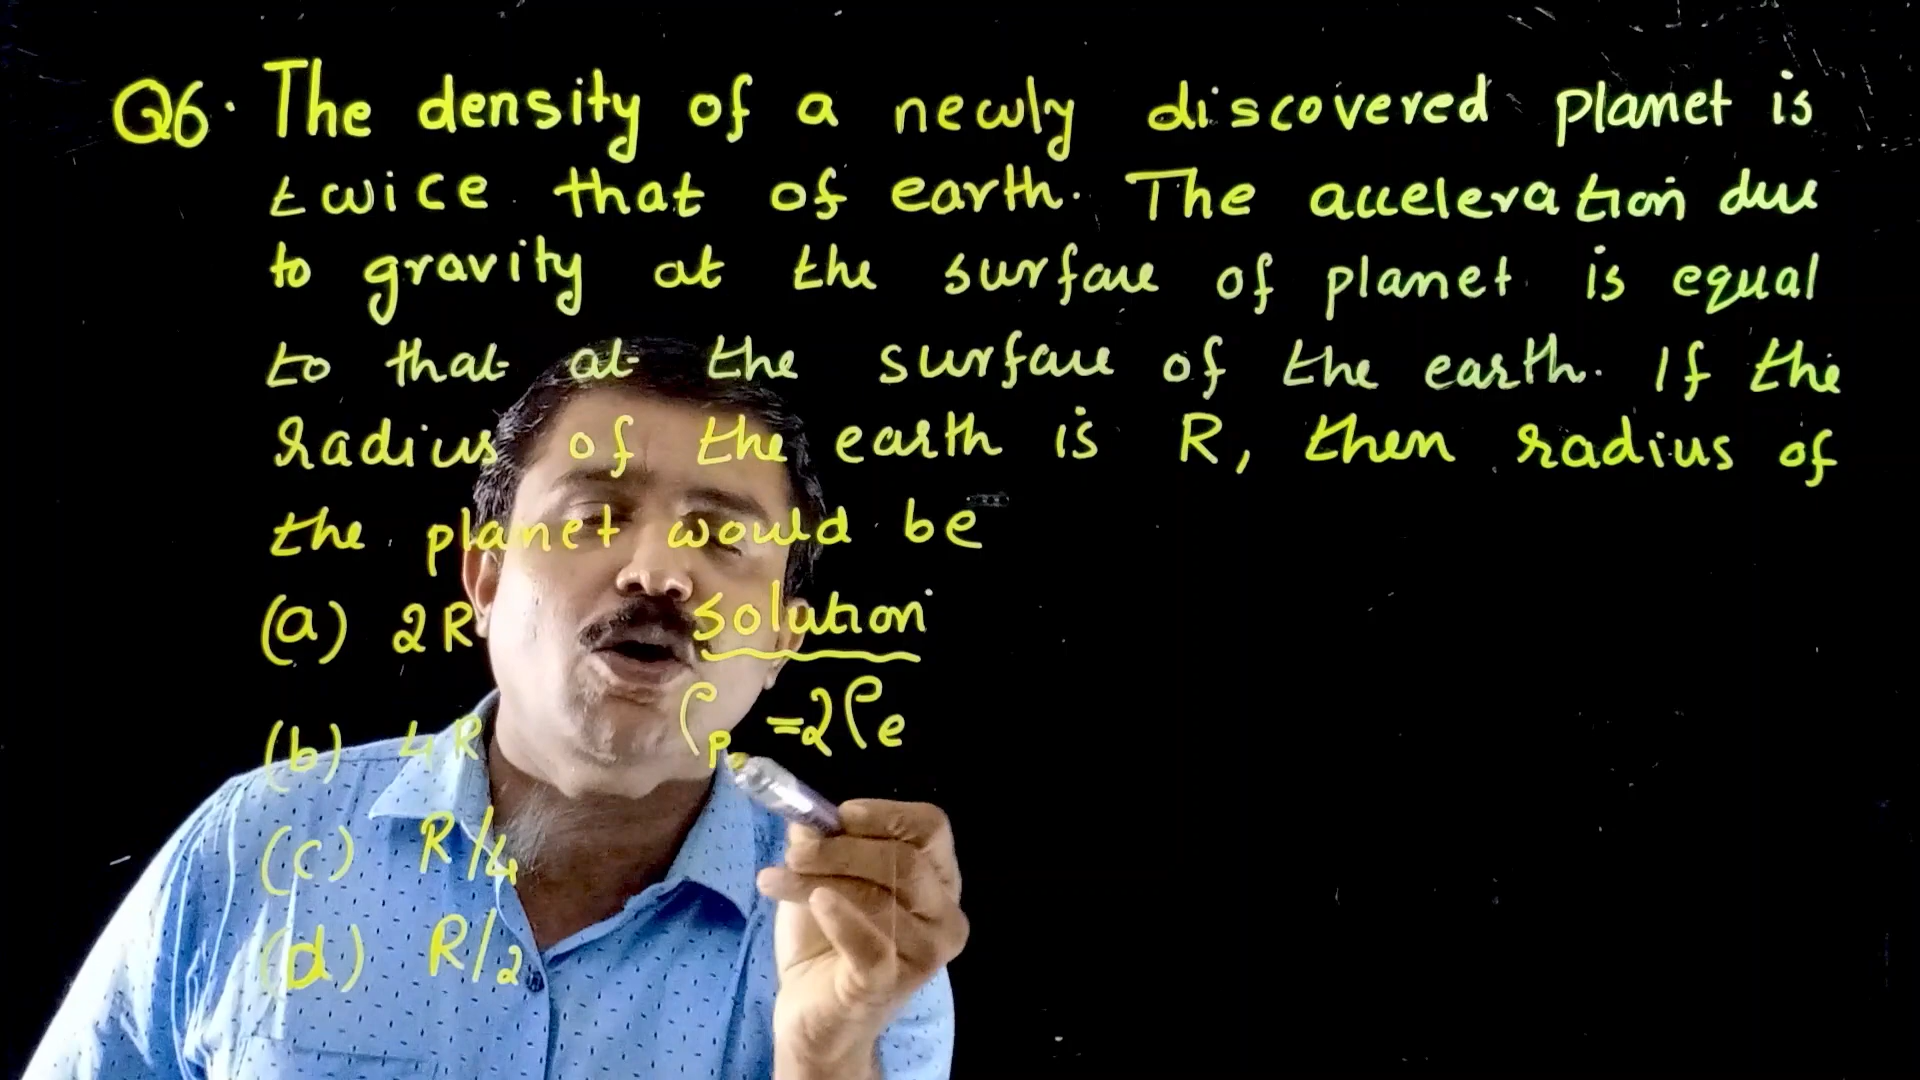 Q6. The density of a newly discovered planet is
twice that of earth. The acceleration due
to gravity at the surface of planet is equal
to that at the surface of the earth. If the
radius of the earth is R, then radius of
the planet would be
(a) 2R
Solution
ρp = 2ρe
(b) 4R
(c) R/4
(d) R/2